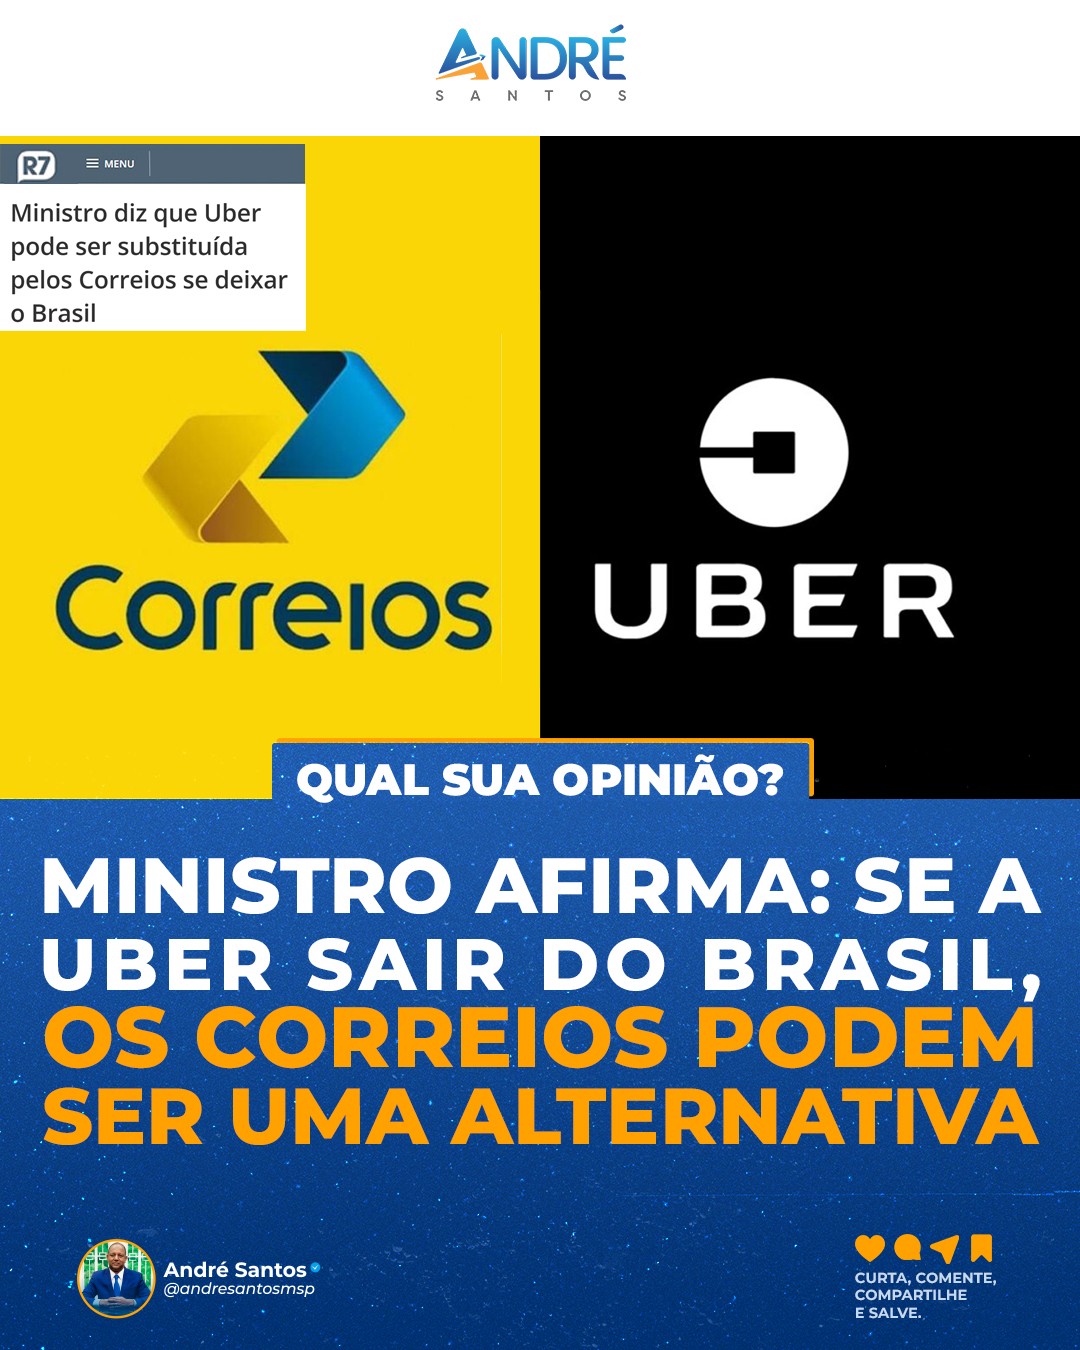 ANDRÉ
SANTOS
R7
MENU
Ministro diz que Uber
pode ser substituída
pelos Correios se deixar
o Brasil
Correios
UBER
QUAL SUA OPINIÃO?
MINISTRO AFIRMA: SE A
UBER SAIR DO BRASIL,
OS CORREIOS PODEM
SER UMA ALTERNATIVA
André Santos
@andresantosmsp
CURTA, COMENTE,
COMPARTILHE
E SALVE.